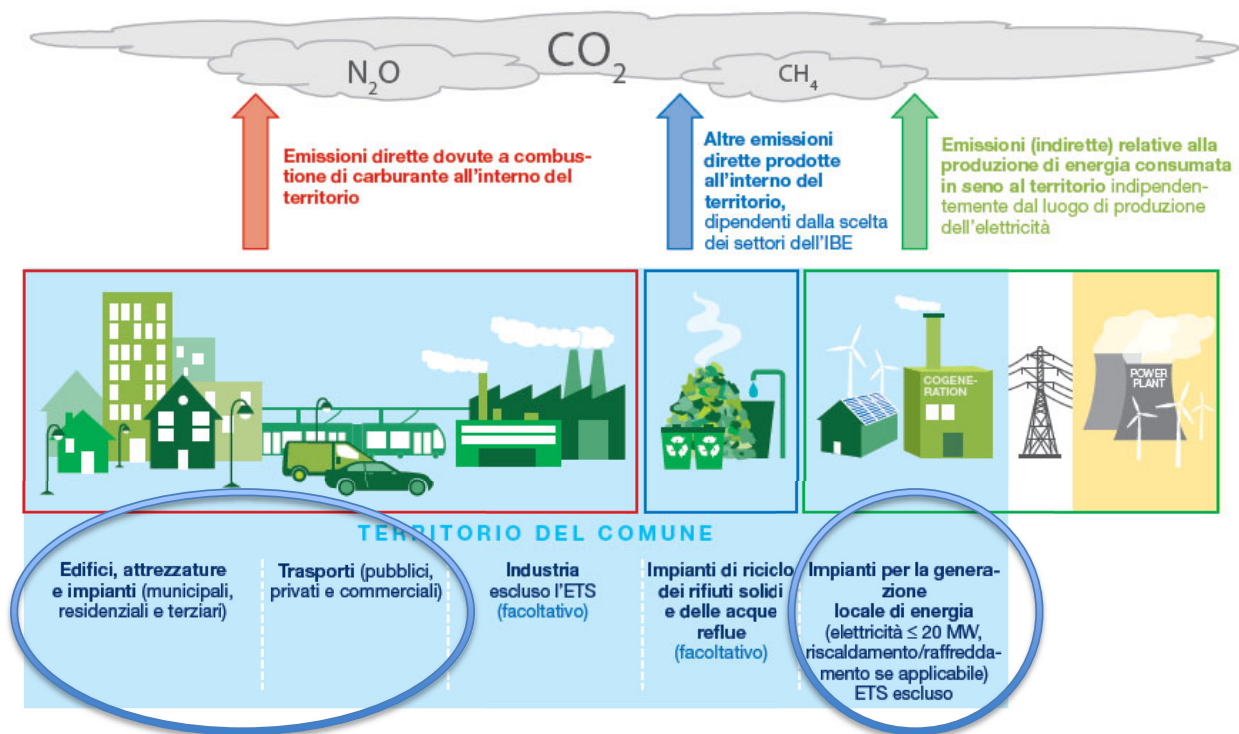 CO₂
N₂O
CH₄
Emissioni dirette dovute a combus-
tione di carburante all'interno del
territorio
Altre emissioni
dirette prodotte
all'interno del
territorio,
dipendenti dalla scelta
dei settori dell'IBE
Emissioni (indirette) relative alla
produzione di energia consumata
in seno al territorio indipenden-
temente dal luogo di produzione
dell'elettricità
COGENE-
RATION
POWER
PLANT
TERRITORIO DEL COMUNE
Edifici, attrezzature
e impianti (municipali,
residenziali e terziari)
Trasporti (pubblici,
privati e commerciali)
Industria
escluso l'ETS
(facoltativo)
Impianti di riciclo
dei rifiuti solidi
e delle acque
reflue
(facoltativo)
Impianti per la genera-
zione
locale di energia
(elettricità ≤ 20 MW,
riscaldamento/raffredda-
mento se applicabile)
ETS escluso